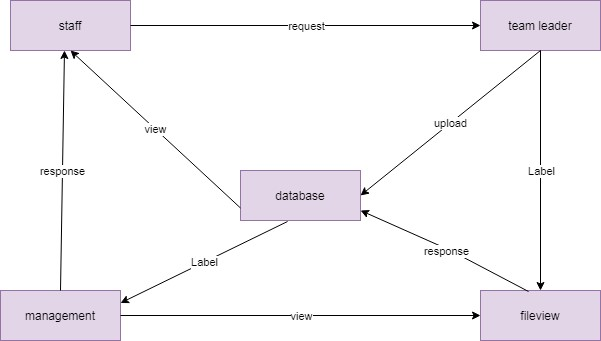 staff
request
team leader
upload
view
response
Label
database
response
Label
management
view
fileview